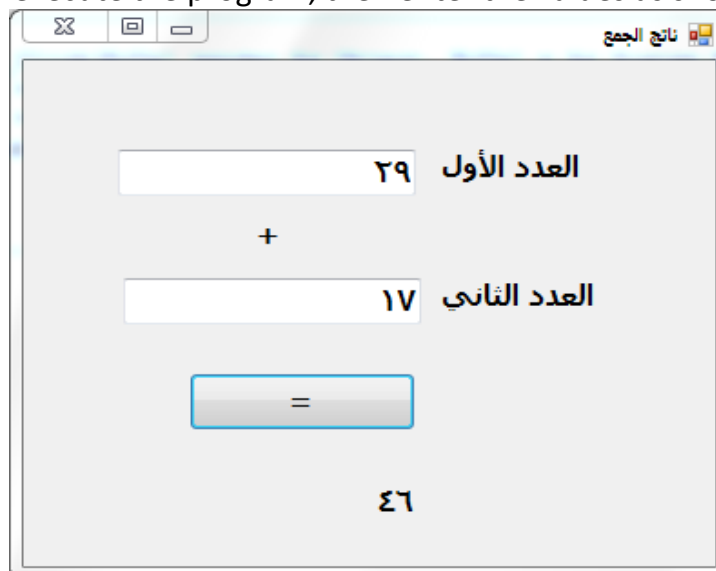 ناتج الجمع
العدد الأول ٢٩
+
العدد الثاني ١٧
=
٤٦